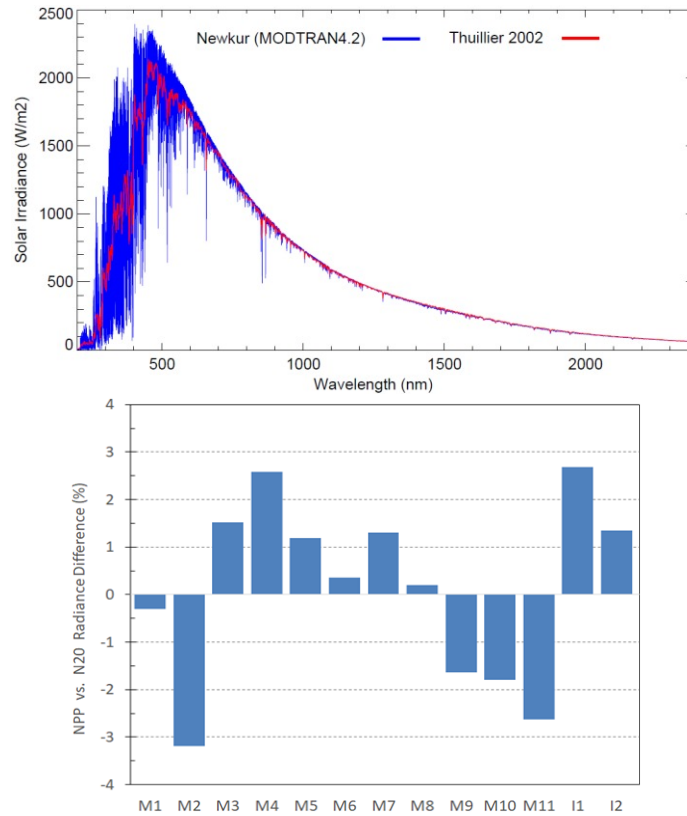 2500
Newkur (MODTRAN4.2) Thuillier 2002
2000
1500
1000
500
0
Solar Irradiance (W/m2)
500 1000 1500 2000
Wavelength (nm)
4
3
2
1
0
-1
-2
-3
-4
NPP vs. N20 Radiance Difference (%)
M1 M2 M3 M4 M5 M6 M7 M8 M9 M10 M11 I1 I2